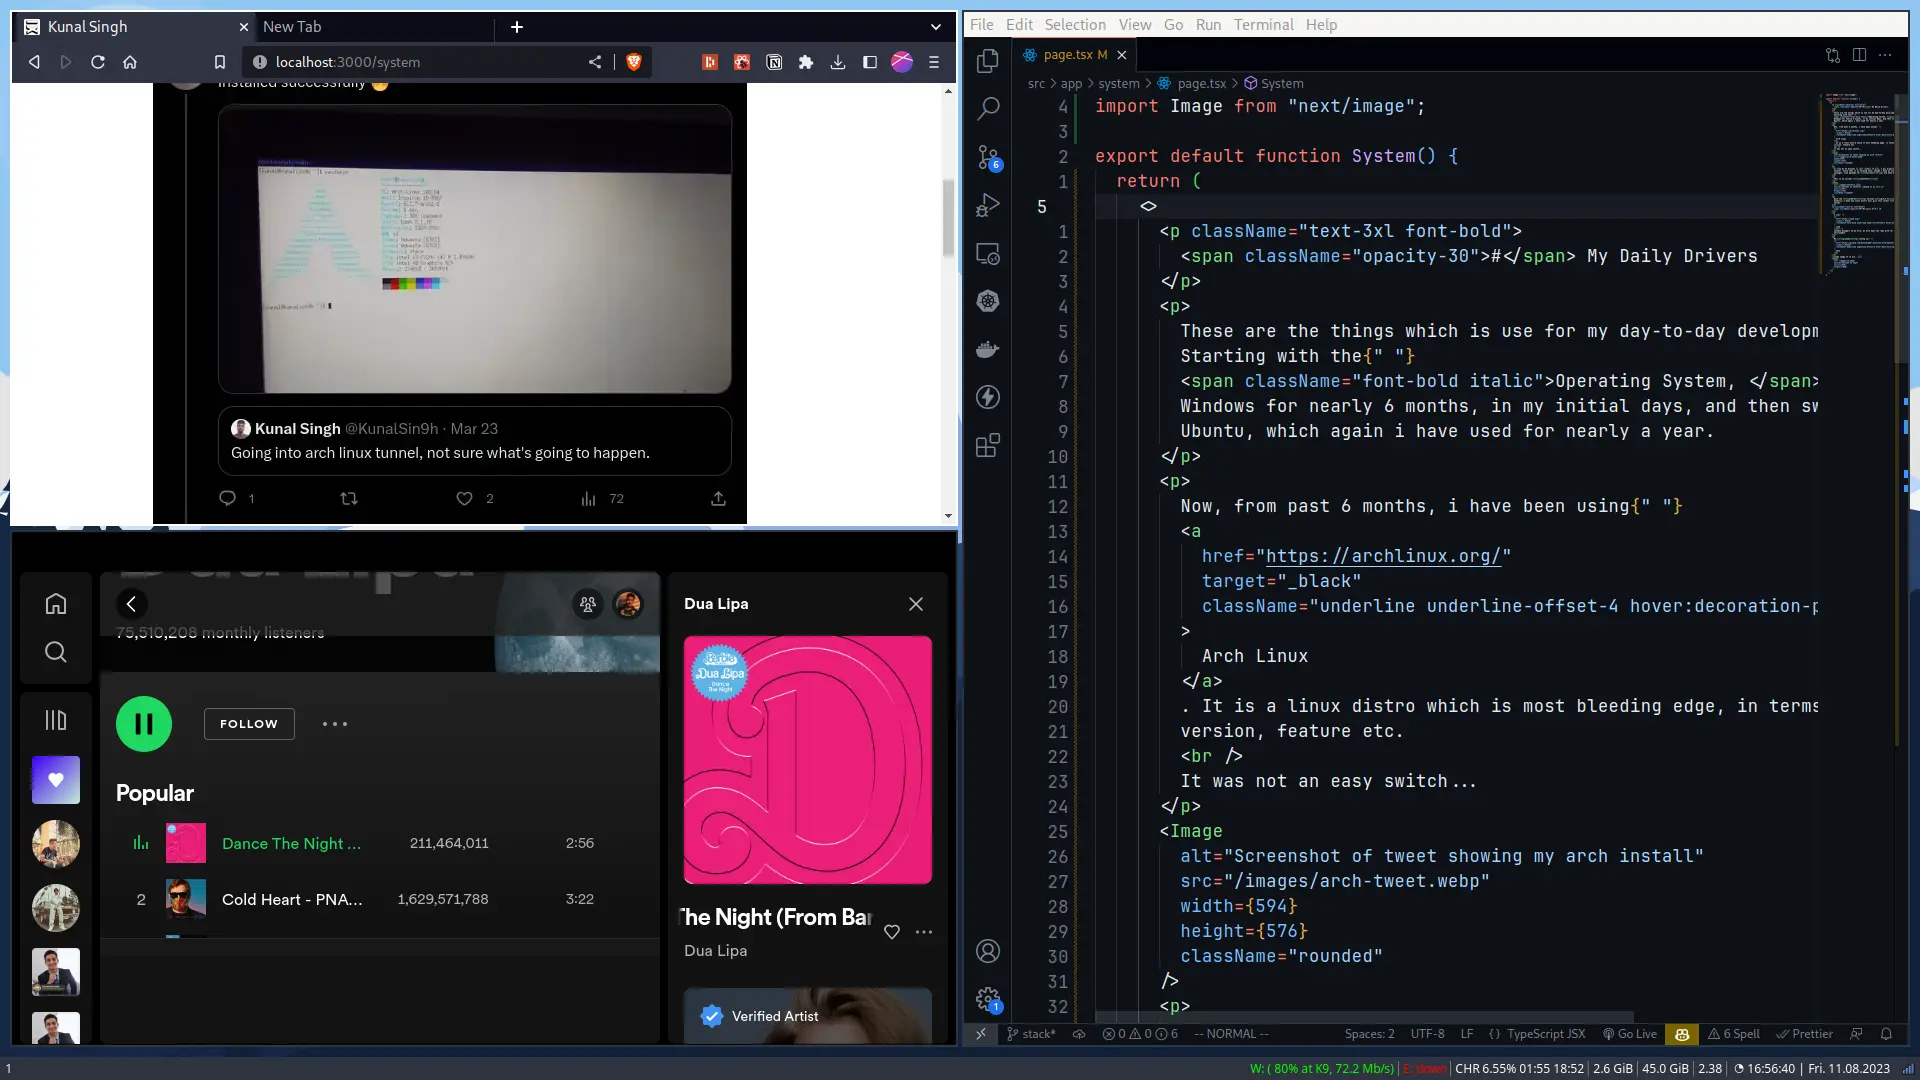 Kunal Singh
New Tab
localhost:3000/system
installed successfully
Kunal Singh @KunalSin9h · Mar 23
Going into arch linux tunnel, not sure what's going to happen.
1
2
72
75,510,208 monthly listeners
FOLLOW
Popular
Dance The Night ...
211,464,011
2:56
2
Cold Heart - PNA...
1,629,571,788
3:22
Dua Lipa
Barbie
Dua Lipa
Dance
The Night
The Night (From Bar
Dua Lipa
Verified Artist
File Edit Selection View Go Run Terminal Help
page.tsx M
src > app > system > page.tsx > System
6
1
4 import Image from "next/image";
3
2 export default function System() {
1 return (
5 <>
1 <p className="text-3xl font-bold">
2 <span className="opacity-30">#</span> My Daily Drivers
3 </p>
4 <p>
5 These are the things which is use for my day-to-day developm
6 Starting with the{" "}
7 <span className="font-bold italic">Operating System, </span>
8 Windows for nearly 6 months, in my initial days, and then sw
9 Ubuntu, which again i have used for nearly a year.
10 </p>
11 <p>
12 Now, from past 6 months, i have been using{" "}
13 <a
14 href="https://archlinux.org/"
15 target="_black"
16 className="underline underline-offset-4 hover:decoration-p
17 >
18 Arch Linux
19 </a>
20 . It is a linux distro which is most bleeding edge, in terms
21 version, feature etc.
22 <br />
23 It was not an easy switch...
24 </p>
25 <Image
26 alt="Screenshot of tweet showing my arch install"
27 src="/images/arch-tweet.webp"
28 width={594}
29 height={576}
30 className="rounded"
31 />
32 <p>
stack* 0 0 6 -- NORMAL -- Spaces: 2 UTF-8 LF {} TypeScript JSX Go Live 6 Spell Prettier
1
W: ( 80% at K9, 72.2 Mb/s) | E: down | CHR 6.55% 01:55 18:52 | 2.6 GiB | 45.0 GiB | 2.38 | 16:56:40 | Fri. 11.08.2023